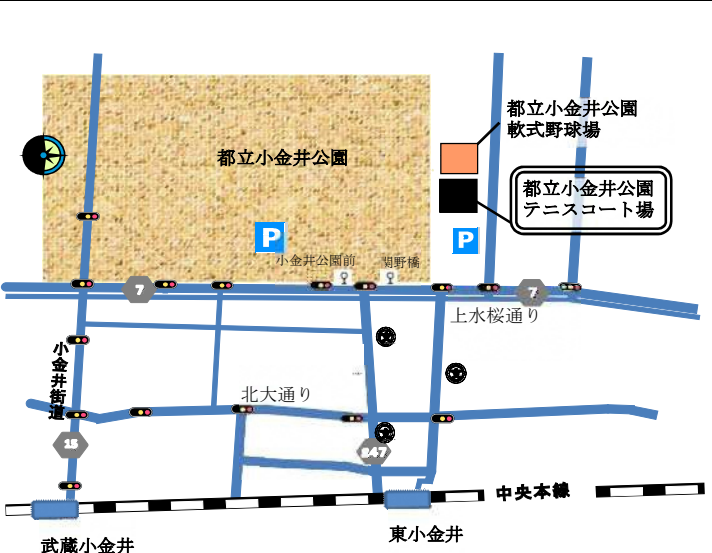 都立小金井公園
軟式野球場
都立小金井公園
都立小金井公園
テニスコート場
P
P
小金井公園前
関野橋
7
7
上水桜通り
小金井街道
北大通り
15
247
中央本線
武蔵小金井
東小金井